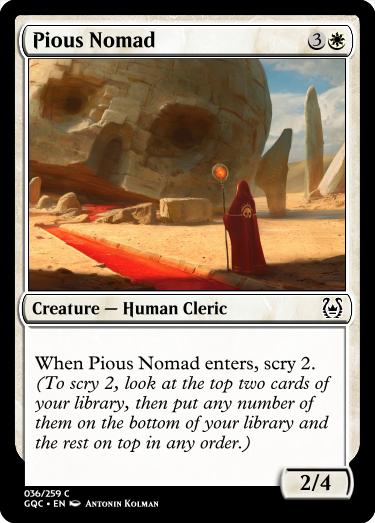 Pious Nomad 3
Creature — Human Cleric
When Pious Nomad enters, scry 2.
(To scry 2, look at the top two cards of
your library, then put any number of
them on the bottom of your library and
the rest on top in any order.)
2/4
036/259 C
GQC • EN Antonin Kolman